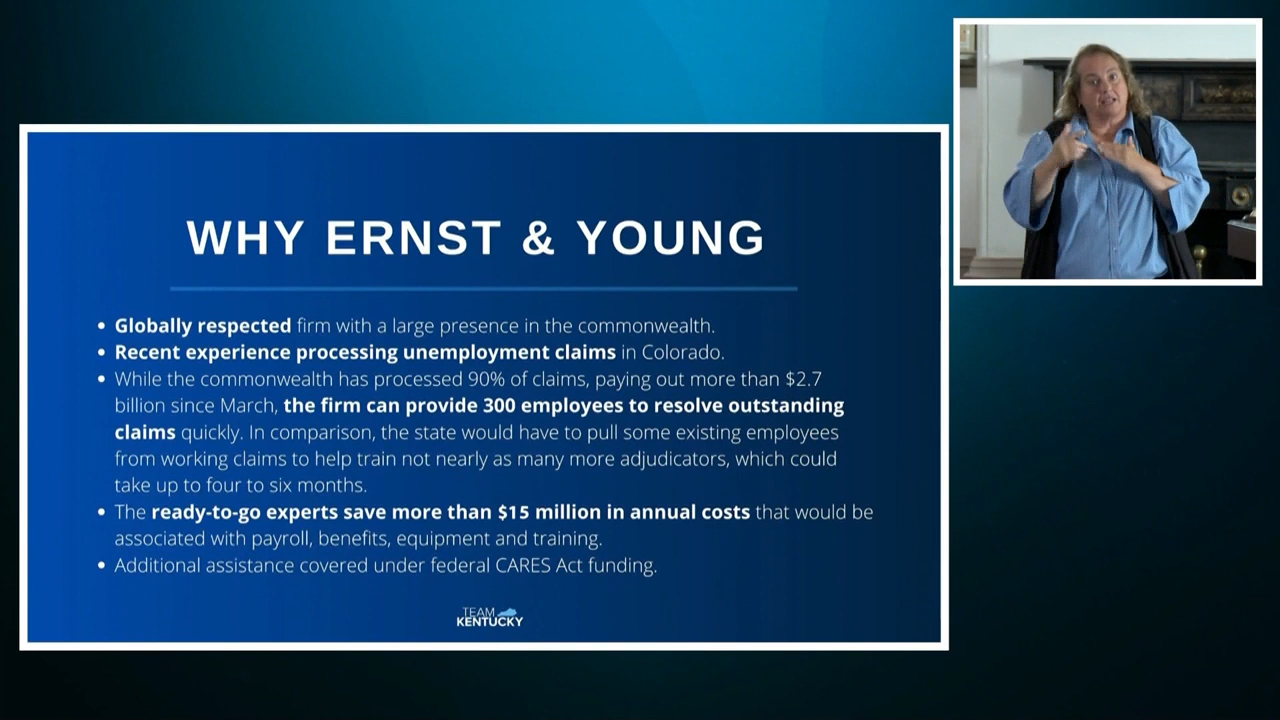 WHY ERNST & YOUNG
• Globally respected firm with a large presence in the commonwealth.
• Recent experience processing unemployment claims in Colorado.
• While the commonwealth has processed 90% of claims, paying out more than $2.7
billion since March, the firm can provide 300 employees to resolve outstanding
claims quickly. In comparison, the state would have to pull some existing employees
from working claims to help train not nearly as many more adjudicators, which could
take up to four to six months.
• The ready-to-go experts save more than $15 million in annual costs that would be
associated with payroll, benefits, equipment and training.
• Additional assistance covered under federal CARES Act funding.
TEAM
KENTUCKY